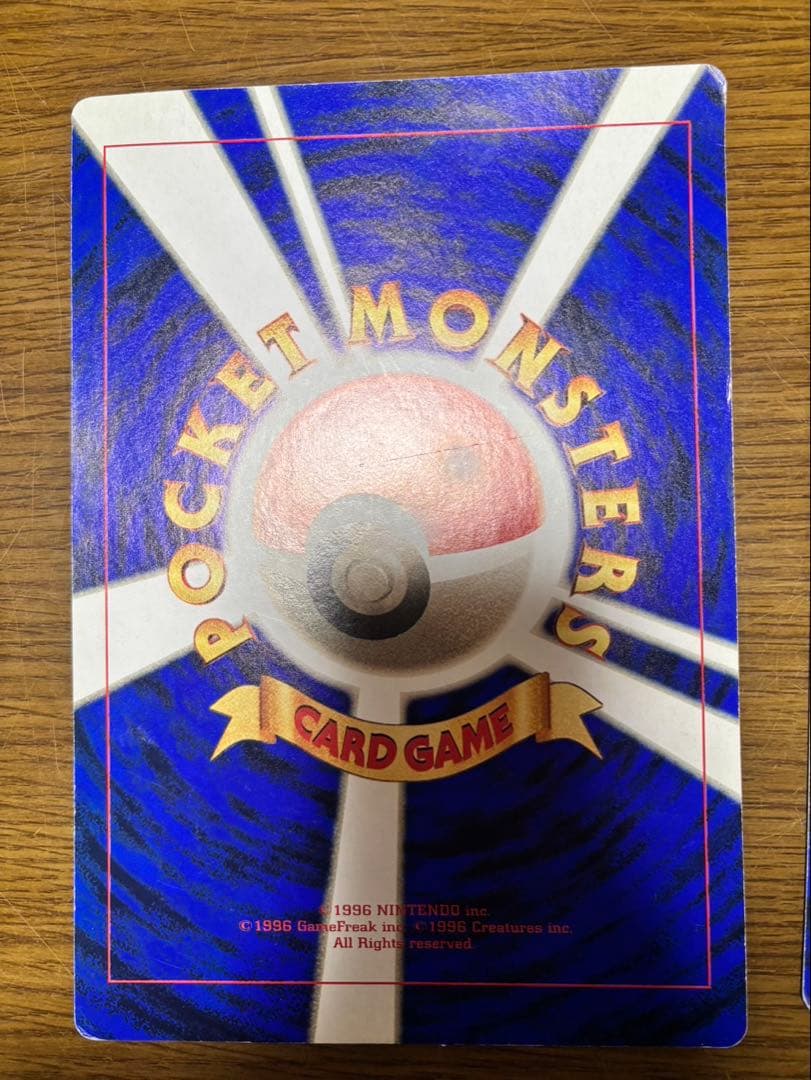 POCKET MONSTERS
CARD GAME
©1996 NINTENDO inc.
©1996 GameFreak inc. ©1996 Creatures inc.
All Rights reserved.